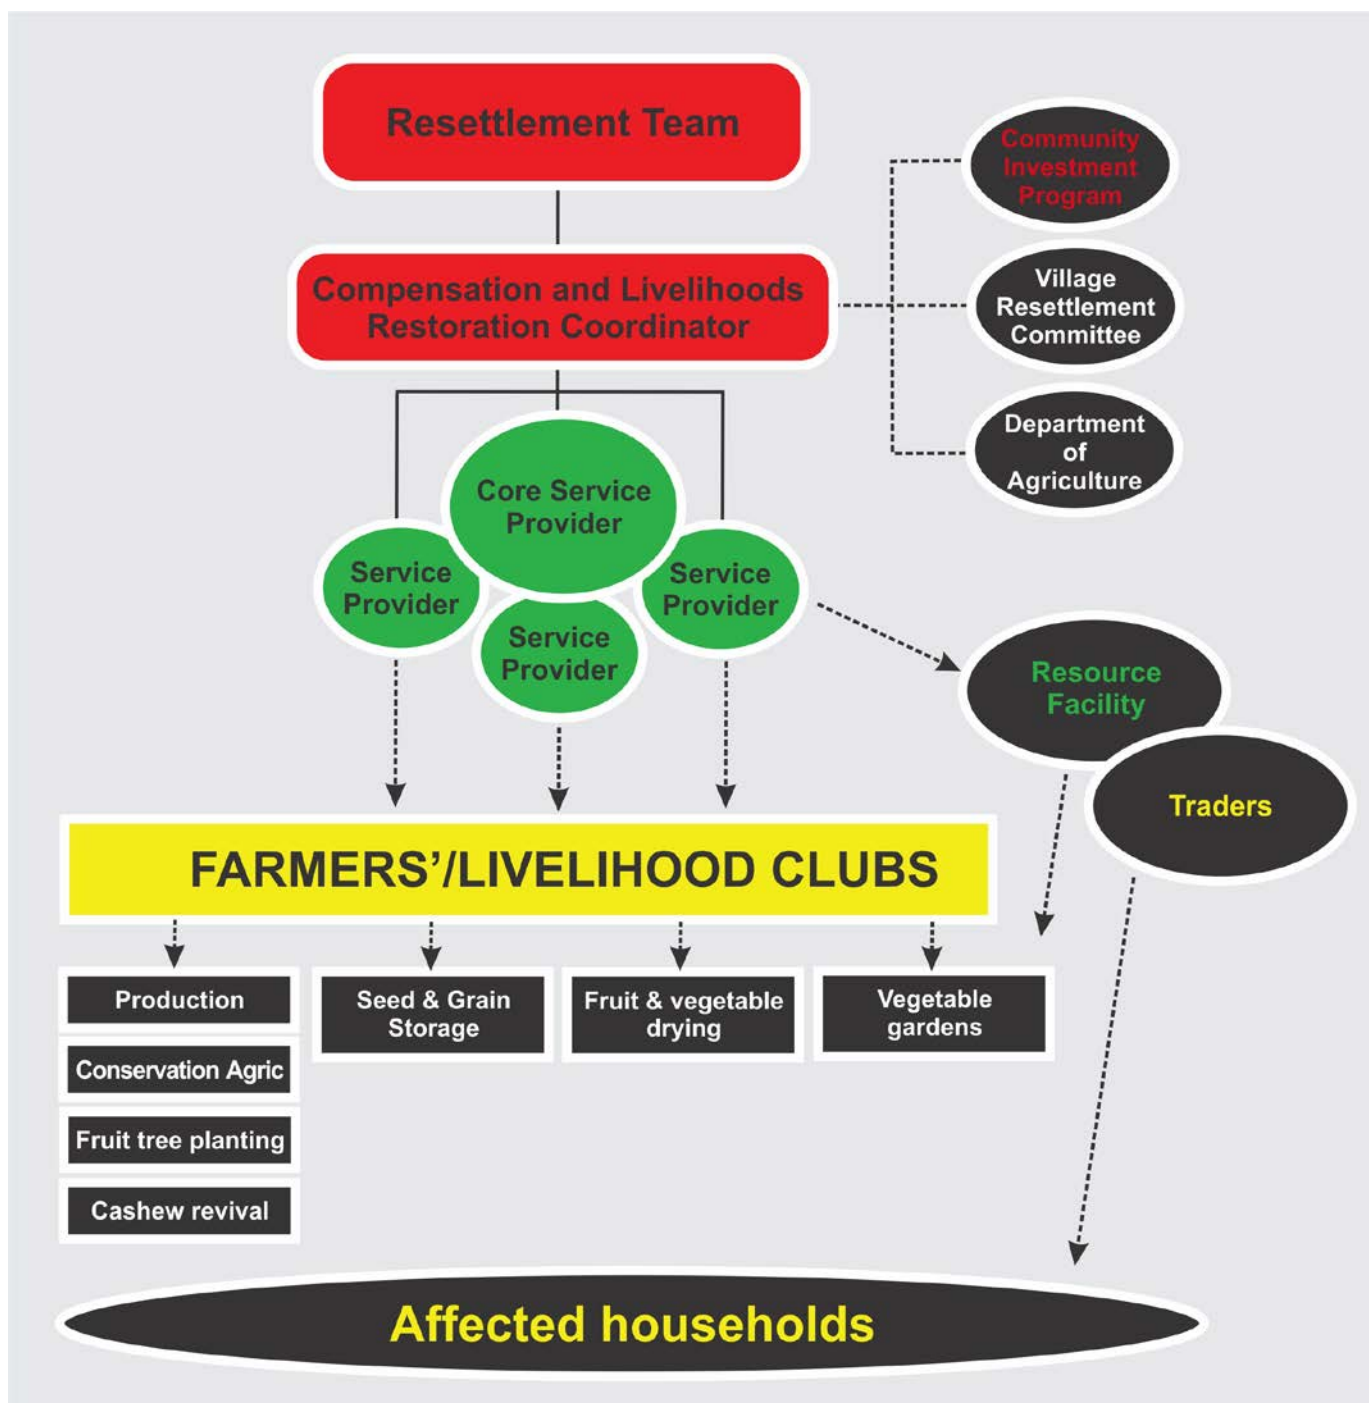 Resettlement Team
Community
Investment
Program
Compensation and Livelihoods
Restoration Coordinator
Village
Resettlement
Committee
Department
of
Agriculture
Core Service
Provider
Service
Provider
Service
Provider
Service
Provider
Resource
Facility
Traders
FARMERS’/LIVELIHOOD CLUBS
Production
Conservation Agric
Fruit tree planting
Cashew revival
Seed & Grain
Storage
Fruit & vegetable
drying
Vegetable
gardens
Affected households